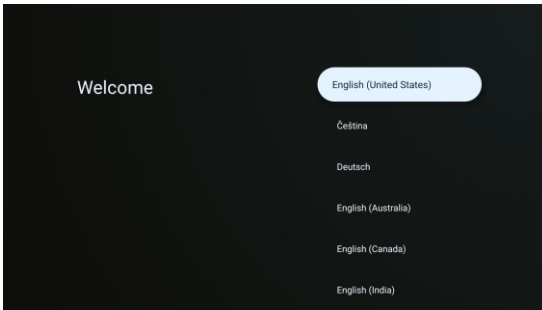 Welcome
English (United States)
Čeština
Deutsch
English (Australia)
English (Canada)
English (India)